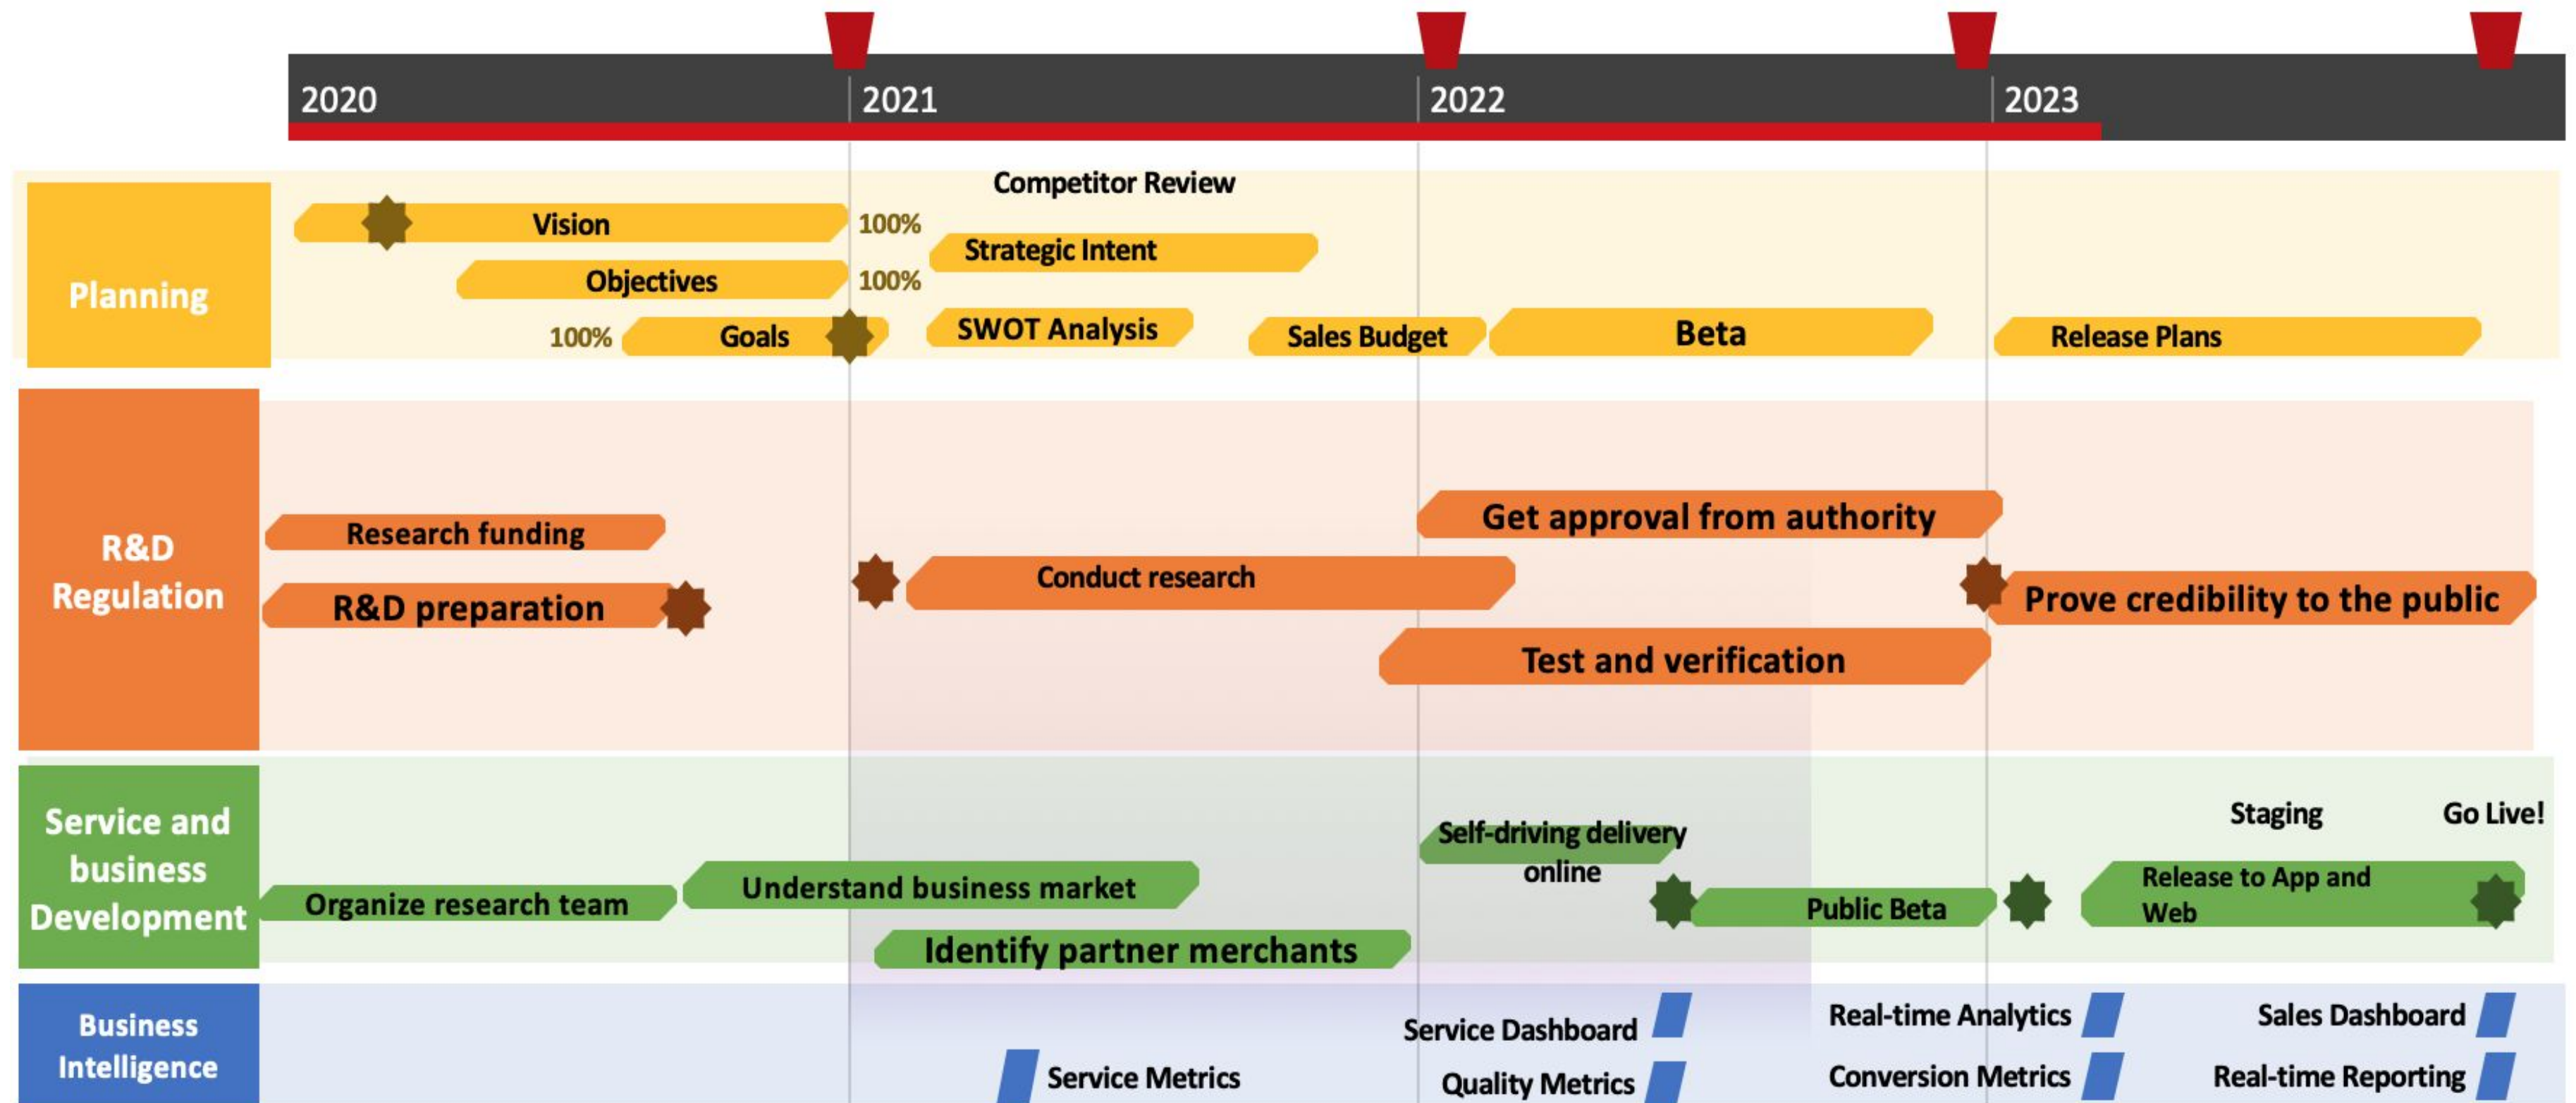 2020
2021
2022
2023
Planning
Competitor Review
Vision
100%
Strategic Intent
Objectives
100%
100%
Goals
SWOT Analysis
Sales Budget
Beta
Release Plans
R&D
Regulation
Research funding
R&D preparation
Conduct research
Get approval from authority
Test and verification
Prove credibility to the public
Service and
business
Development
Organize research team
Understand business market
Identify partner merchants
Self-driving delivery
online
Public Beta
Staging
Go Live!
Release to App and
Web
Business
Intelligence
Service Metrics
Service Dashboard
Quality Metrics
Real-time Analytics
Conversion Metrics
Sales Dashboard
Real-time Reporting